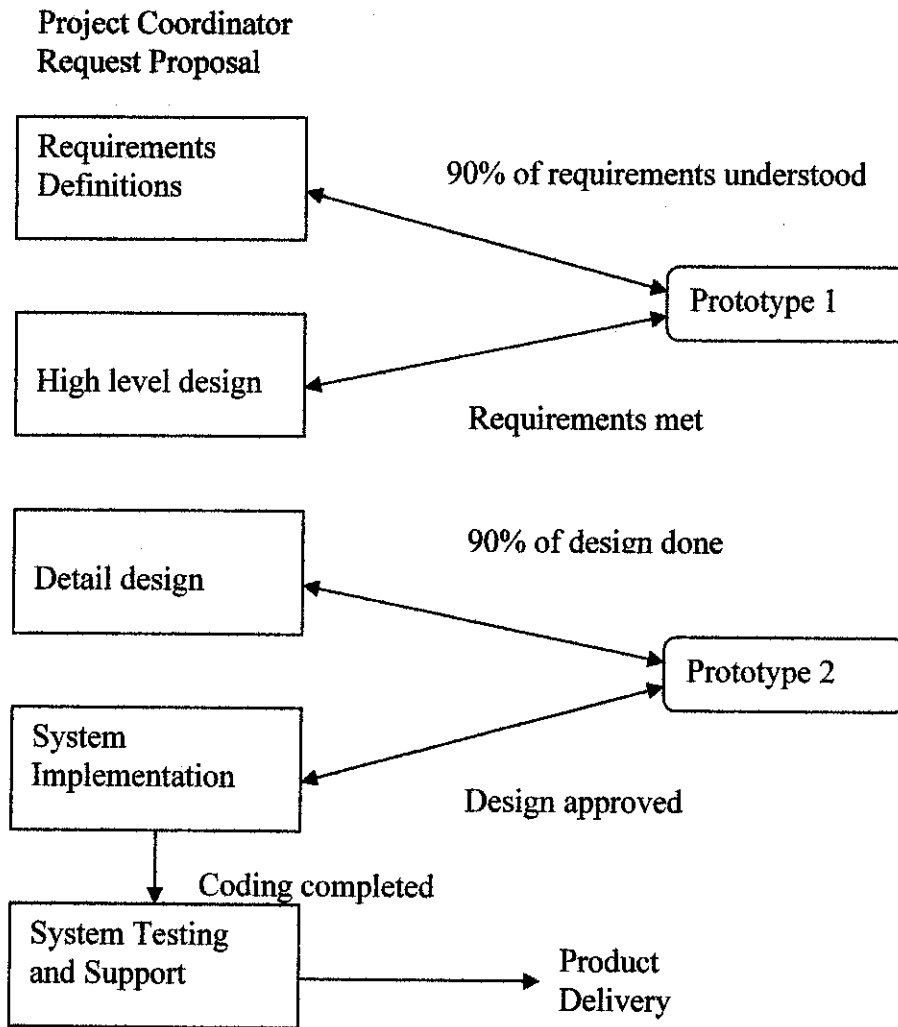 Project Coordinator
Request Proposal
Requirements
Definitions
90% of requirements understood
Prototype 1
High level design
Requirements met
90% of design done
Detail design
Prototype 2
System
Implementation
Design approved
Coding completed
System Testing
and Support
Product
Delivery